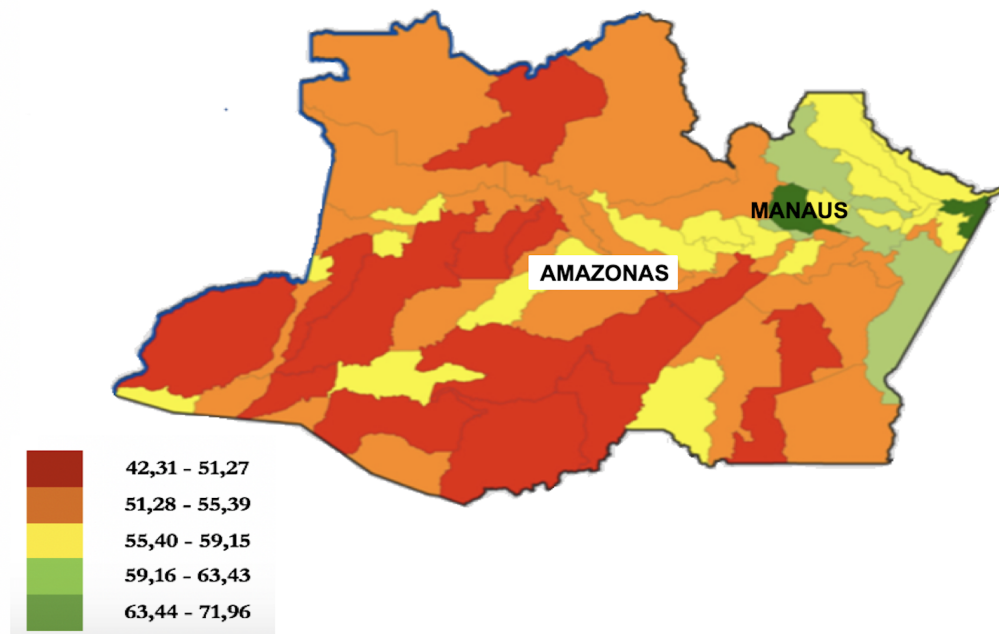 MANAUS
AMAZONAS
42,31 - 51,27
51,28 - 55,39
55,40 - 59,15
59,16 - 63,43
63,44 - 71,96